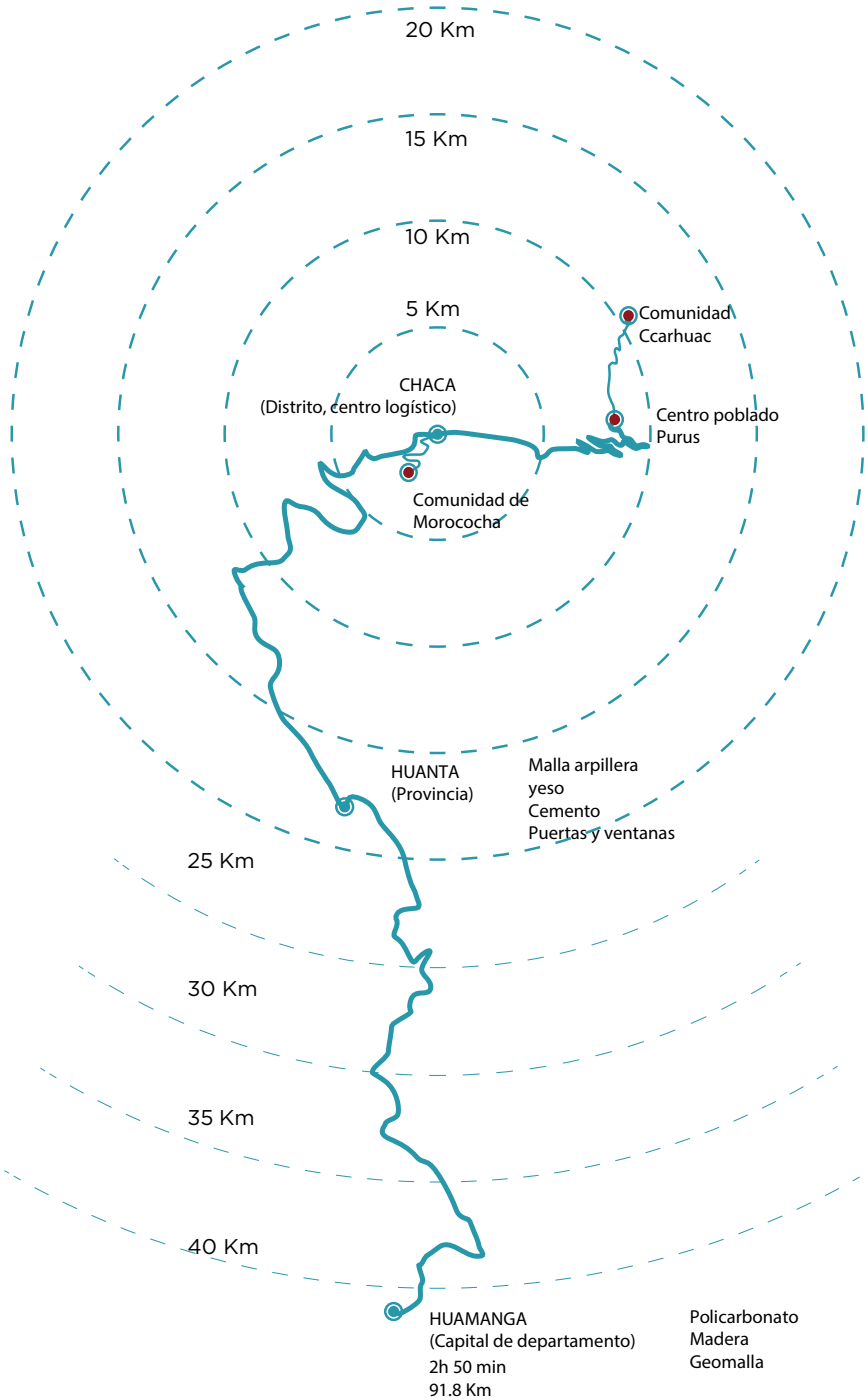 20 Km
15 Km
10 Km
5 Km
Comunidad
Ccarhuac
CHACA
(Distrito, centro logístico)
Centro poblado
Purus
Comunidad de
Morococha
HUANTA
(Provincia)
Malla arpillera
yeso
Cemento
Puertas y ventanas
25 Km
30 Km
35 Km
40 Km
HUAMANGA
(Capital de departamento)
2h 50 min
91.8 Km
Policarbonato
Madera
Geomalla